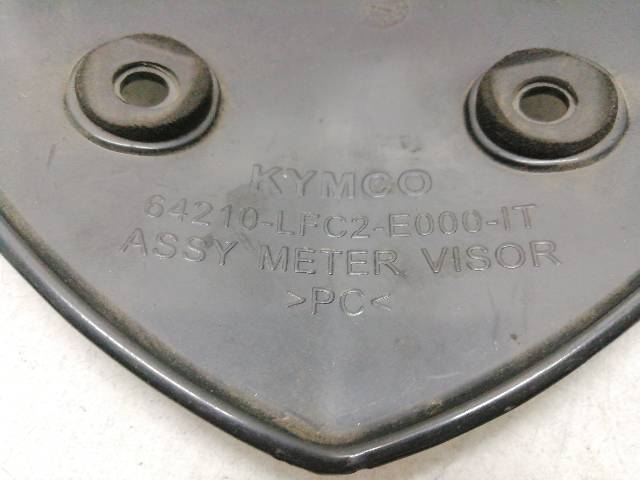 KYMCO
64210-LFC2-E000-IT
ASSY METER VISOR
>PC<